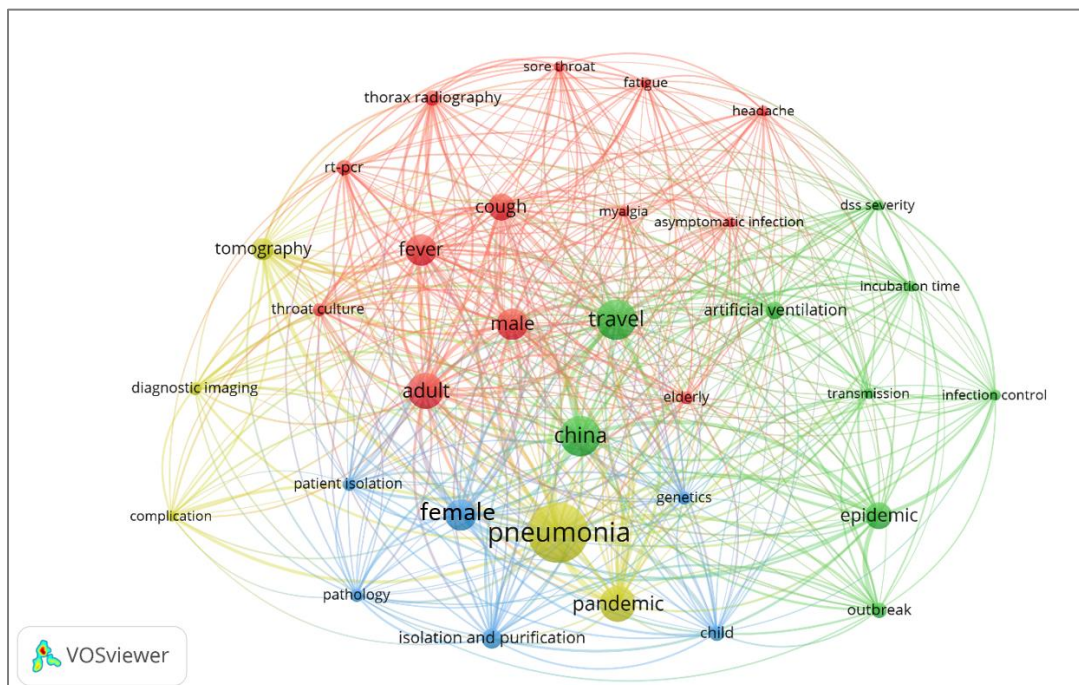 sore throat
fatigue
thorax radiography
headache
rt-pcr
cough
myalgia
dss severity
asymptomatic infection
tomography
fever
incubation time
throat culture
male
travel
artificial ventilation
diagnostic imaging
adult
elderly
transmission
infection control
china
patient isolation
genetics
complication
female
pneumonia
epidemic
pathology
pandemic
outbreak
isolation and purification
child
VOSviewer